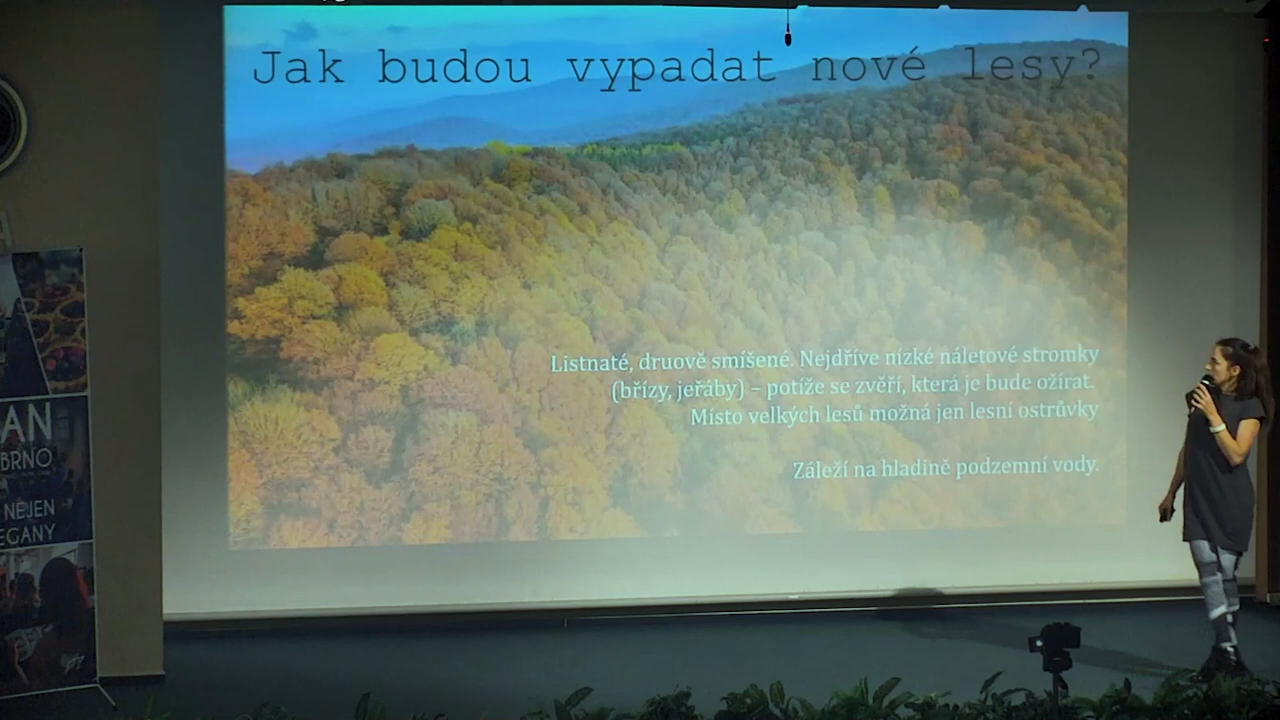 Jak budou vypadat nové lesy?
Listnaté, druově smíšené. Nejdříve nízké náletové stromky
(břízy, jeřáby) – potíže se zvěří, která je bude ožírat.
Místo velkých lesů možná jen lesní ostrůvky
Záleží na hladině podzemní vody.
AN
BRNO
NEJEN
EGANY